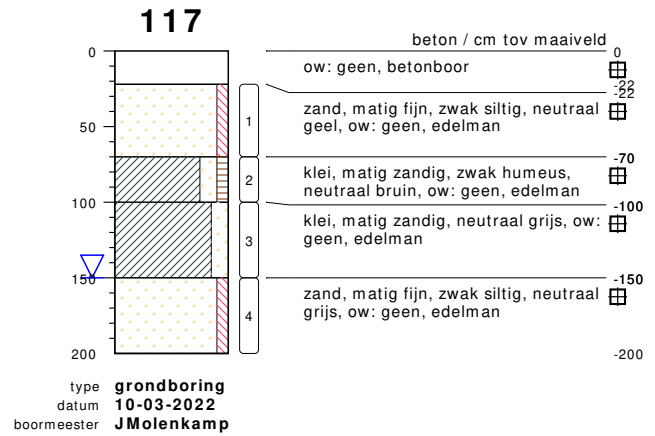 117
beton / cm tov maaiveld
0
0
ow: geen, betonboor
-22
-22
zand, matig fijn, zwak siltig, neutraal
geel, ow: geen, edelman
1
50
-70
klei, matig zandig, zwak humeus,
neutraal bruin, ow: geen, edelman
2
100
-100
klei, matig zandig, neutraal grijs, ow:
geen, edelman
3
150
-150
zand, matig fijn, zwak siltig, neutraal
grijs, ow: geen, edelman
4
200
-200
type grondboring
datum 10-03-2022
boormeester JMolenkamp